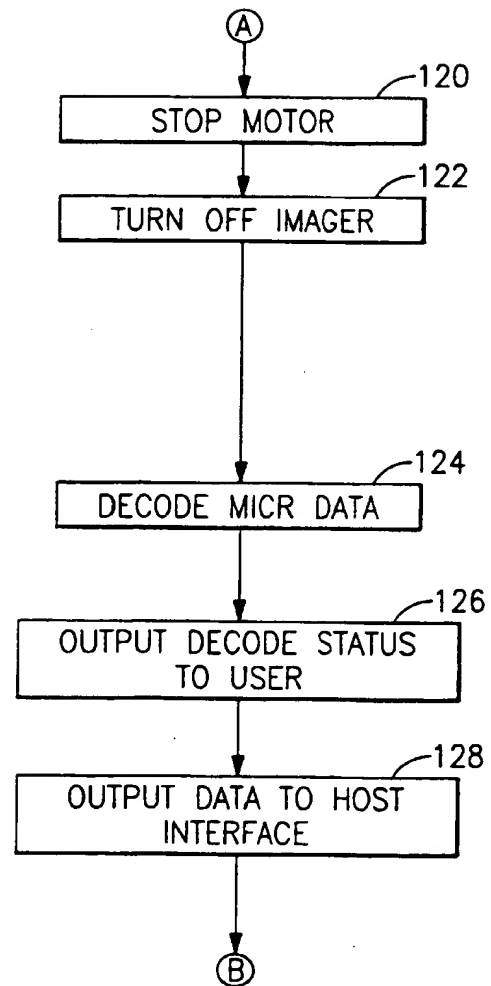 A
120
STOP MOTOR
122
TURN OFF IMAGER
124
DECODE MICR DATA
126
OUTPUT DECODE STATUS
TO USER
128
OUTPUT DATA TO HOST
INTERFACE
B